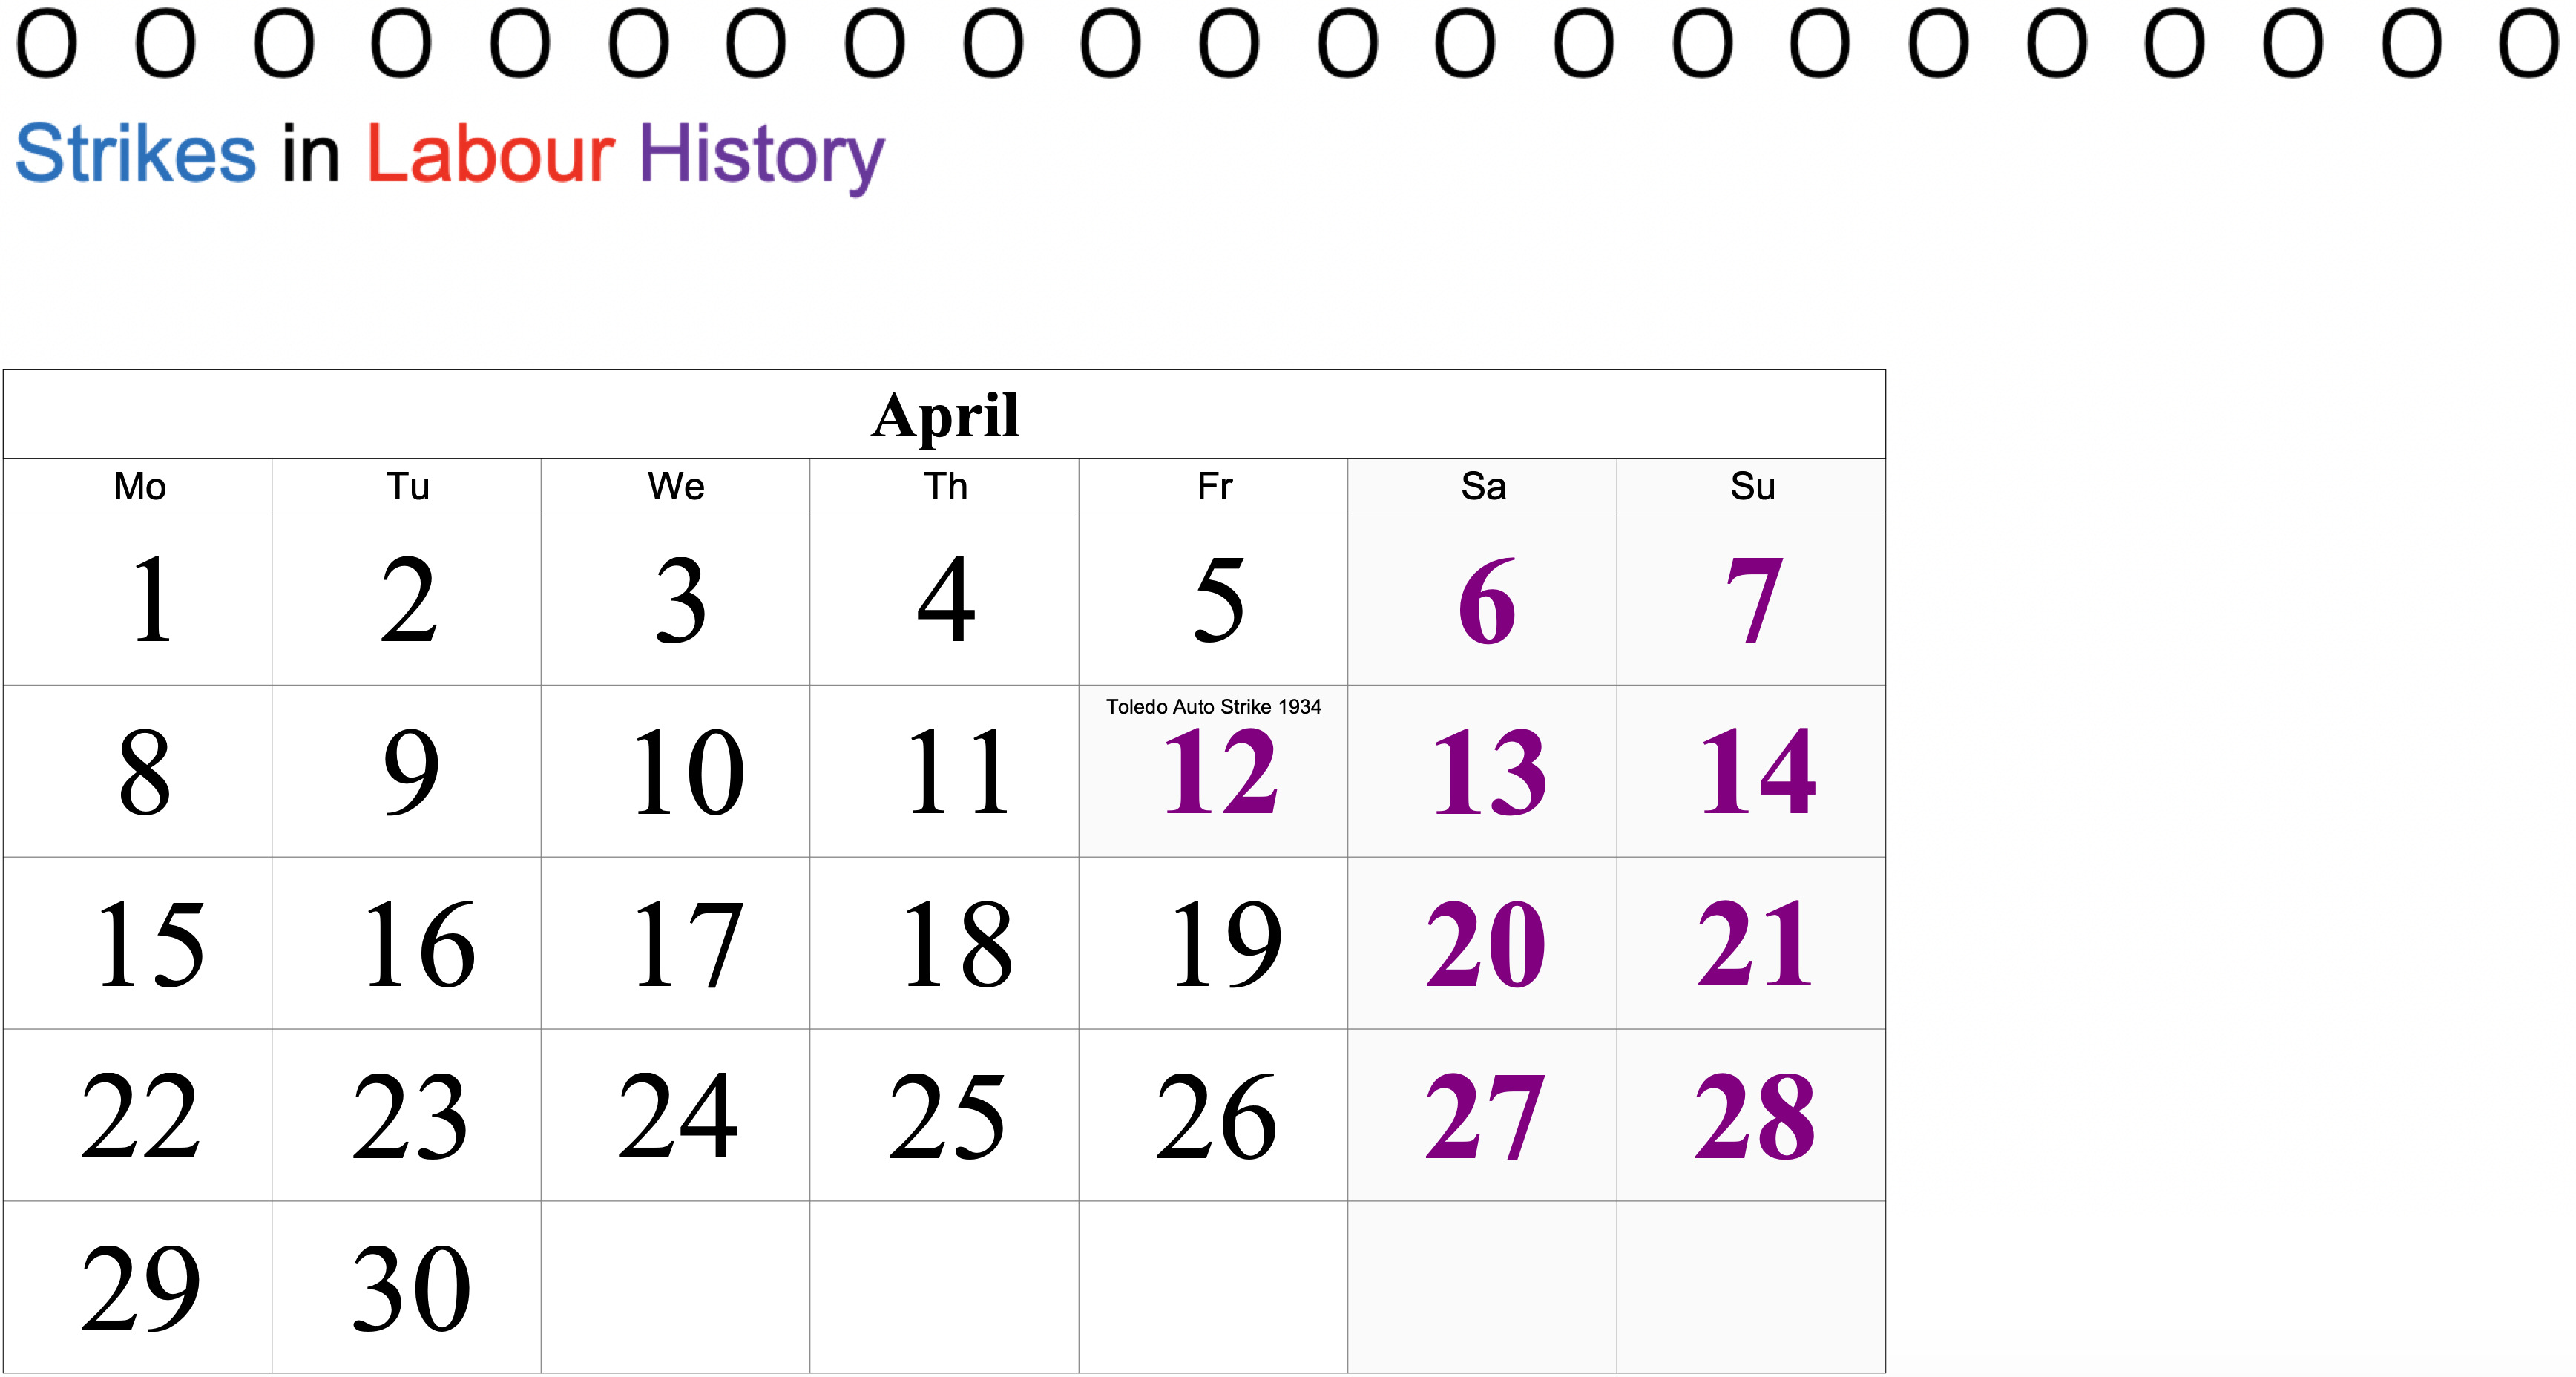 O O O O O O O O O O O O O O O O O O O O O O
Strikes in Labour History
April
Mo Tu We Th Fr Sa Su
1 2 3 4 5 6 7
Toledo Auto Strike 1934
8 9 10 11 12 13 14
15 16 17 18 19 20 21
22 23 24 25 26 27 28
29 30